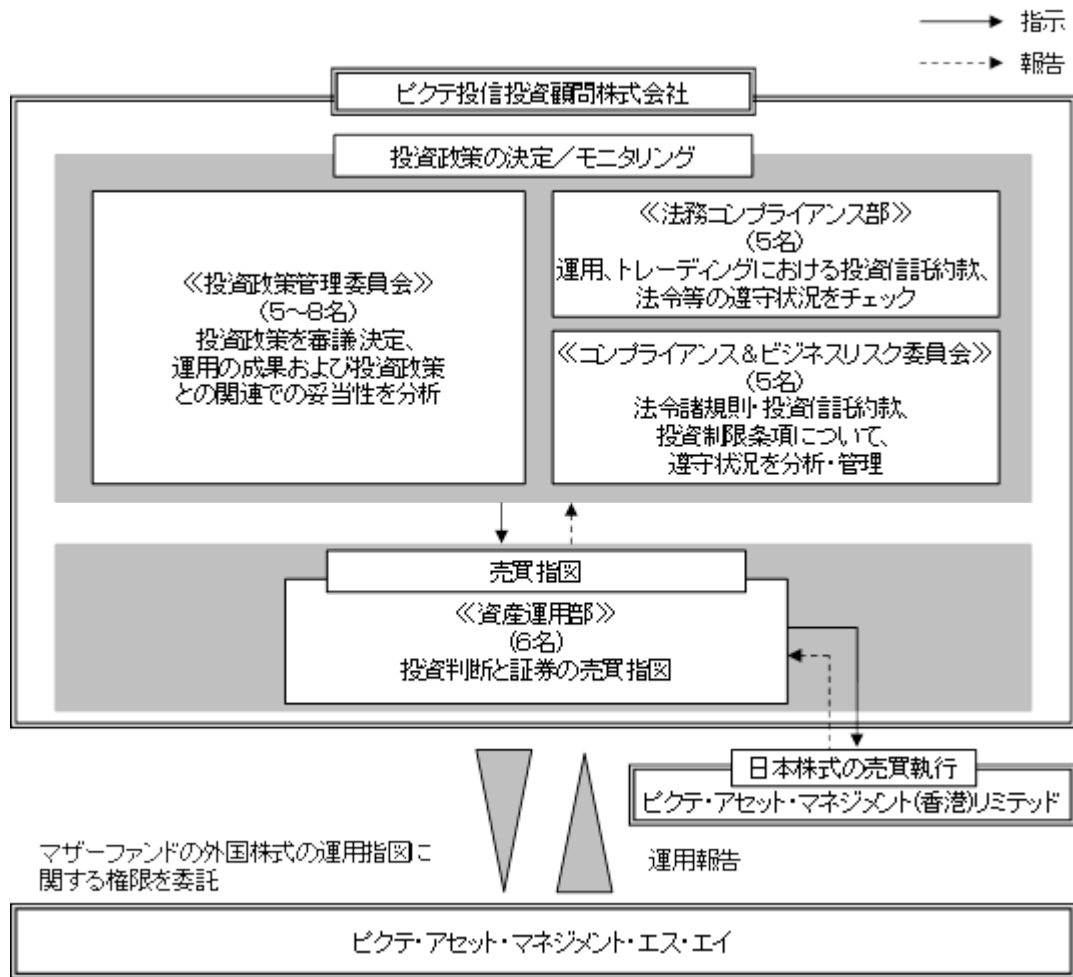 指示
報告
ピクテ投信投資顧問株式会社
投資政策の決定/モニタリング
≪投資政策管理委員会≫
(5~8名)
投資政策を審議決定、
運用の成果および投資政策
との関連での妥当性を分析
≪法務コンプライアンス部≫
(5名)
運用、トレーディングにおける投資信託約款、
法令等の遵守状況をチェック
≪コンプライアンス&ビジネスリスク委員会≫
(5名)
法令諸規則・投資信託約款、
投資制限条項について、
遵守状況を分析・管理
売買指図
≪資産運用部≫
(6名)
投資判断と証券の売買指図
日本株式の売買執行
ピクテ・アセット・マネジメント(香港)リミテッド
マザーファンドの外国株式の運用指図に
関する権限を委託
運用報告
ピクテ・アセット・マネジメント・エス・エイ